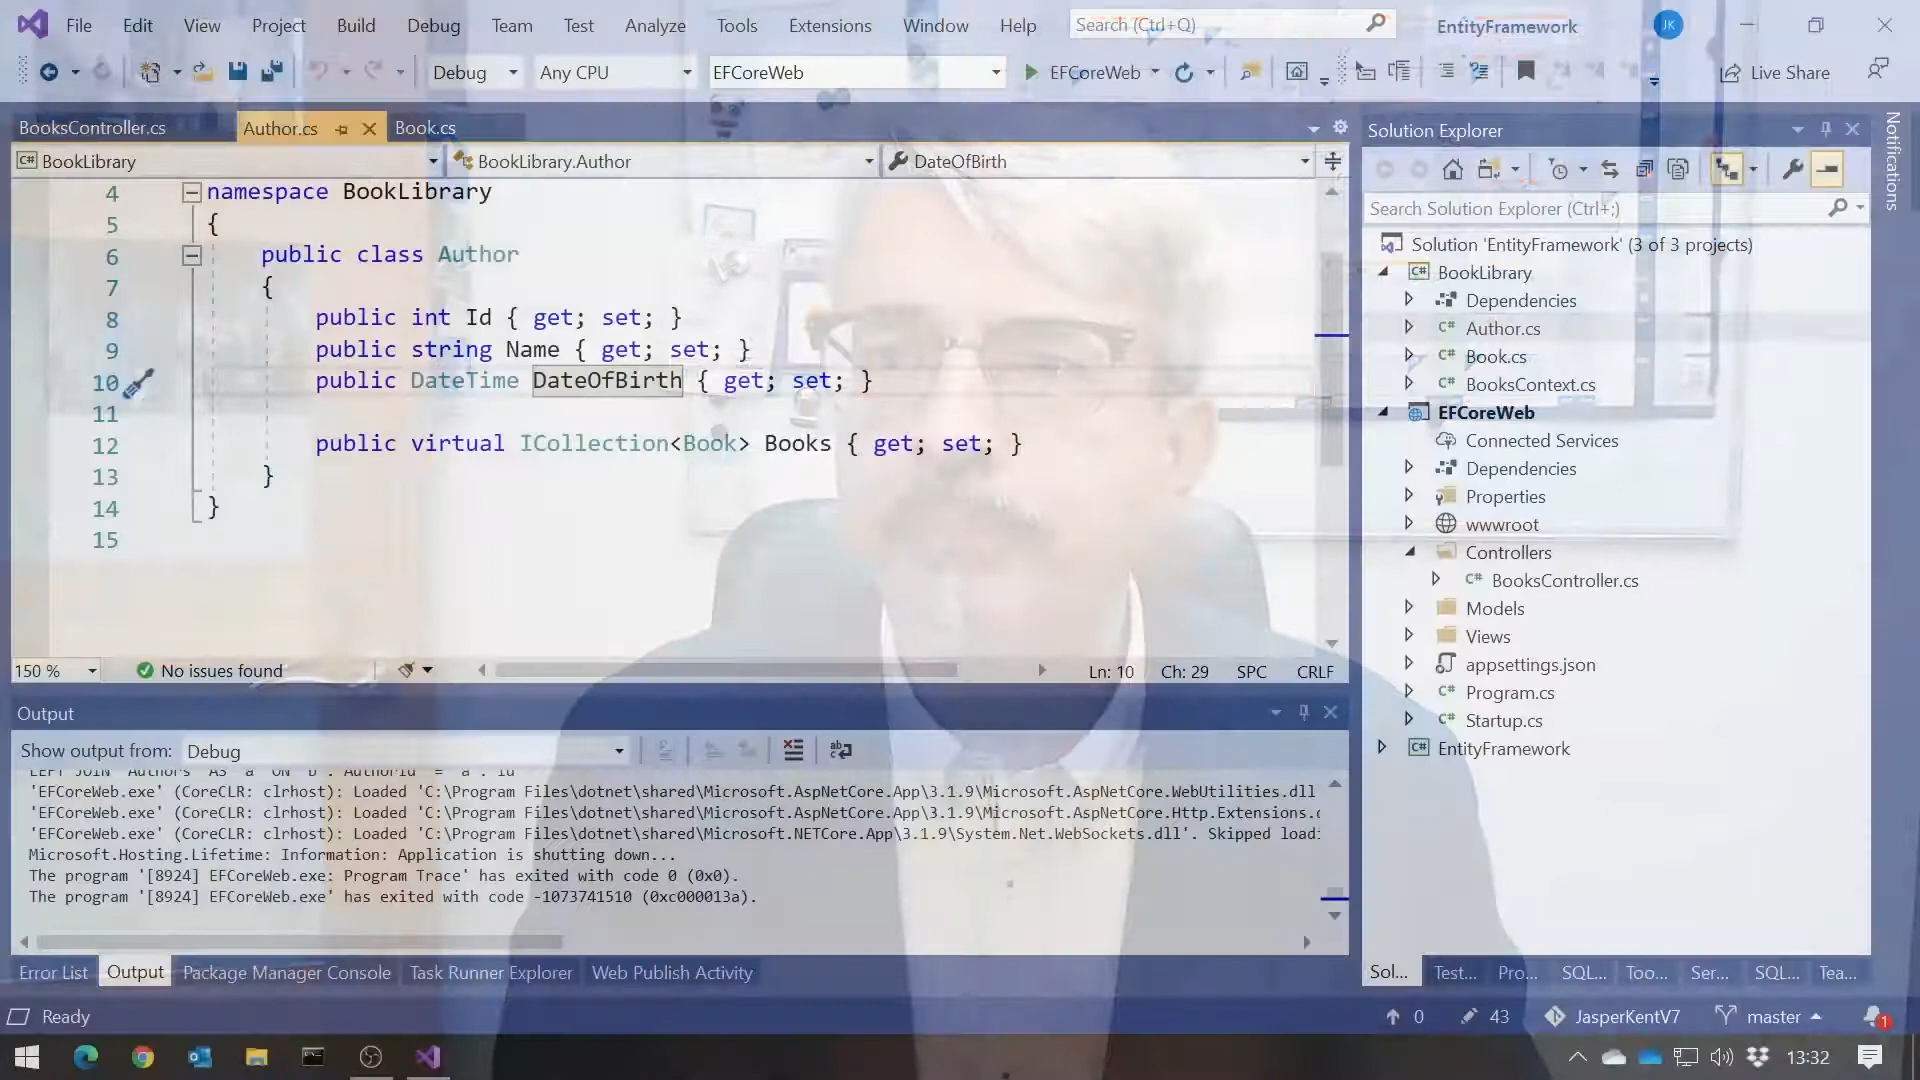 File Edit View Project Build Debug Team Test Analyze Tools Extensions Window Help Search (Ctrl+Q) EntityFramework JK
Debug Any CPU EFCoreWeb EFCoreWeb Live Share
BooksController.cs Author.cs Book.cs
BookLibrary BookLibrary.Author DateOfBirth
4 namespace BookLibrary
5 {
6 public class Author
7 {
8 public int Id { get; set; }
9 public string Name { get; set; }
10 public DateTime DateOfBirth { get; set; }
11
12 public virtual ICollection<Book> Books { get; set; }
13 }
14 }
15
150 % No issues found Ln: 10 Ch: 29 SPC CRLF
Output
Show output from: Debug
LEFT JOIN
'EFCoreWeb.exe' (CoreCLR: clrhost): Loaded 'C:\Program Files\dotnet\shared\Microsoft.AspNetCore.App\3.1.9\Microsoft.AspNetCore.WebUtilities.dll
'EFCoreWeb.exe' (CoreCLR: clrhost): Loaded 'C:\Program Files\dotnet\shared\Microsoft.AspNetCore.App\3.1.9\Microsoft.AspNetCore.Http.Extensions.
'EFCoreWeb.exe' (CoreCLR: clrhost): Loaded 'C:\Program Files\dotnet\shared\Microsoft.NETCore.App\3.1.9\System.Net.WebSockets.dll'. Skipped loadi
Microsoft.Hosting.Lifetime: Information: Application is shutting down...
The program '[8924] EFCoreWeb.exe: Program Trace' has exited with code 0 (0x0).
The program '[8924] EFCoreWeb.exe' has exited with code -1073741510 (0xc000013a).
Error List Output Package Manager Console Task Runner Explorer Web Publish Activity
Solution Explorer
Search Solution Explorer (Ctrl+;)
Solution 'EntityFramework' (3 of 3 projects)
C# BookLibrary
Dependencies
C# Author.cs
C# Book.cs
C# BooksContext.cs
EFCoreWeb
Connected Services
Dependencies
Properties
wwwroot
Controllers
C# BooksController.cs
Models
Views
appsettings.json
C# Program.cs
C# Startup.cs
C# EntityFramework
Sol... Test... Pro... SQL... Too... Ser... SQL... Tea...
Notifications
Ready 0 43 JasperKentV7 master 1
13:32